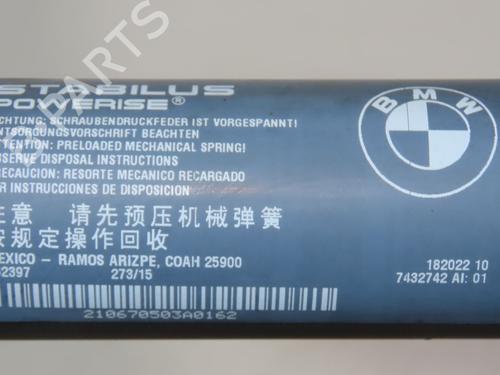 STABILUS
POWERISE®
ACHTUNG: SCHRAUBENDRUCKFEDER IST VORGESPANNT!
ENTSORGUNGSVORSCHRIFT BEACHTEN
ATTENTION: PRELOADED MECHANICAL SPRING!
OBSERVE DISPOSAL INSTRUCTIONS
PRECAUCION: RESORTE MECANICO RECARGADO
INSTRUCCIONES DE DISPOSICION
注意 请先预压机械弹簧
按规定操作回收
MEXICO – RAMOS ARIZPE, COAH 25900
273/15
210670503A0162
BMW
182022 10
7432742 AI: 01
PARTS